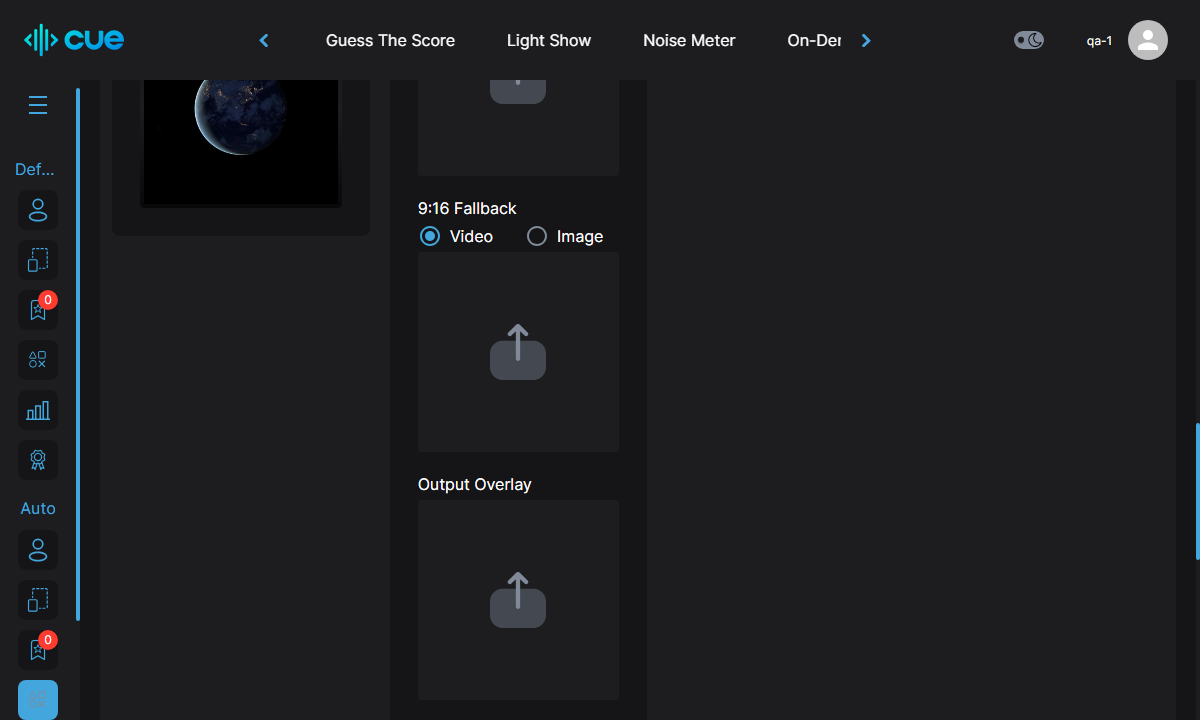 cue
Guess The Score
Light Show
Noise Meter
On-Der
qa-1
Def...
0
Auto
0
9:16 Fallback
Video
Image
Output Overlay